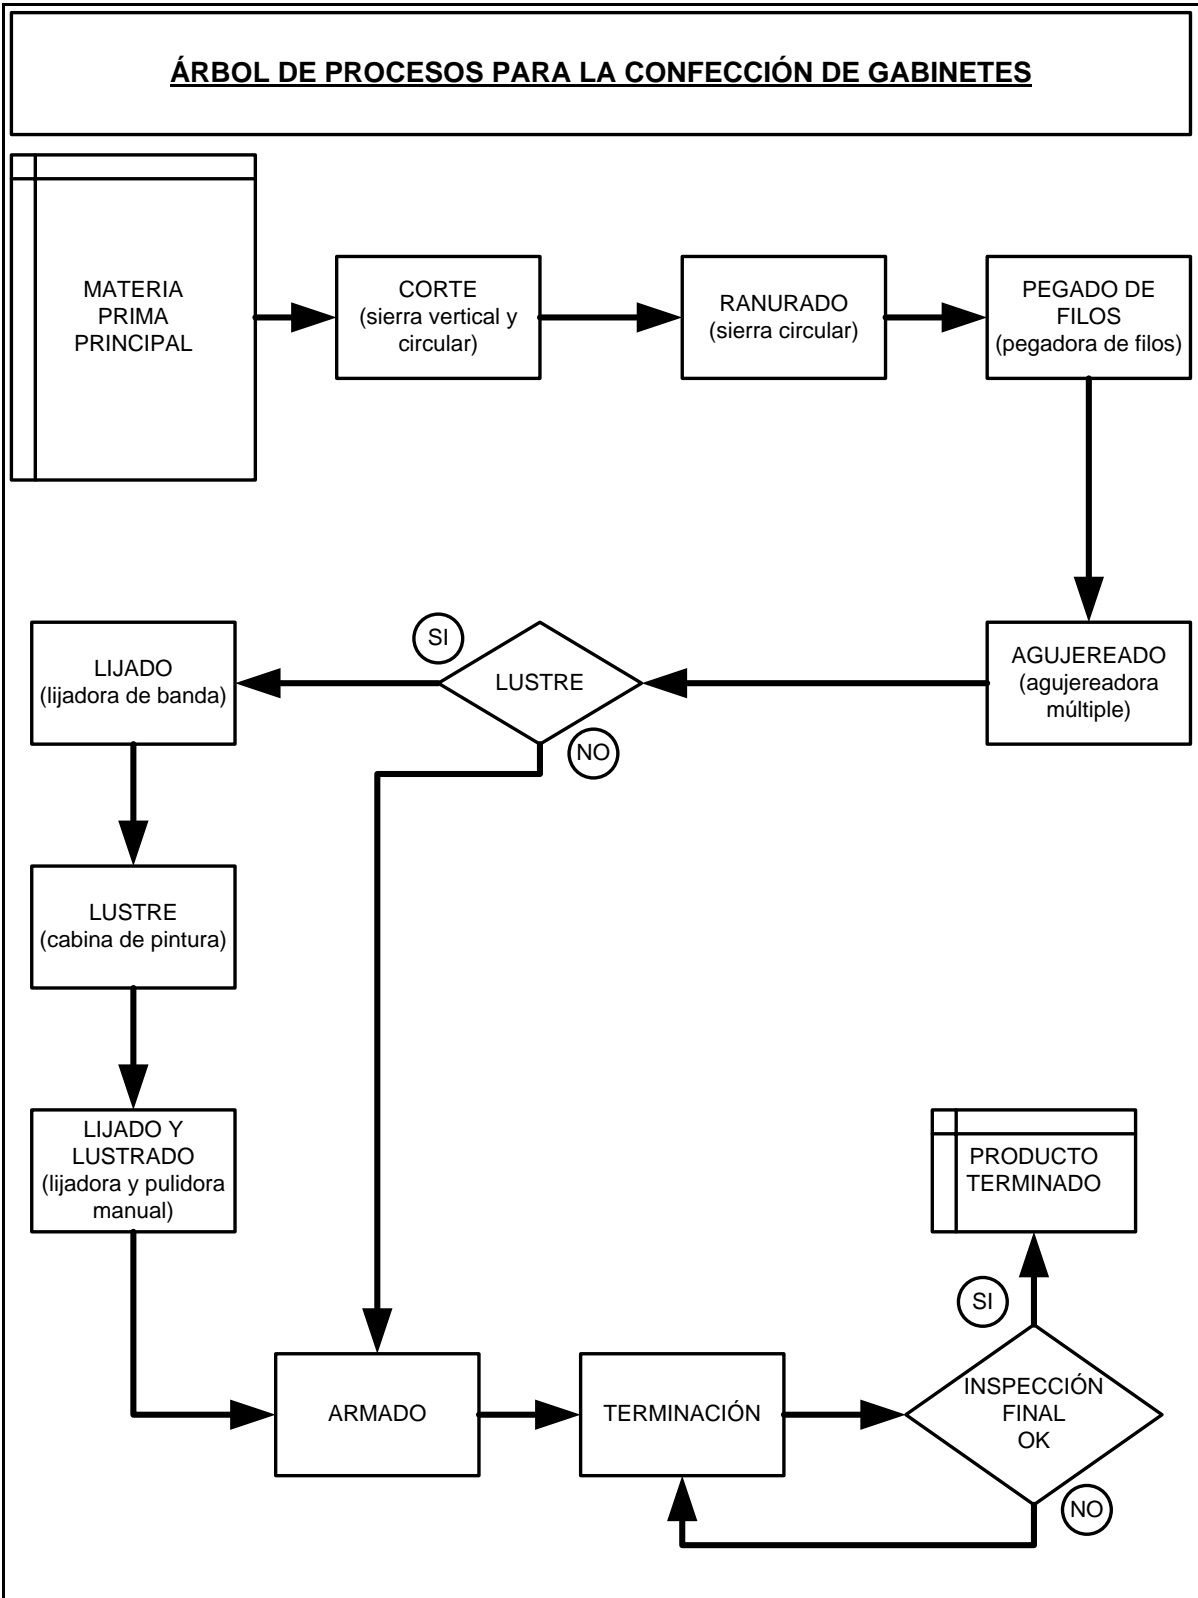 ÁRBOL DE PROCESOS PARA LA CONFECCIÓN DE GABINETES
MATERIA
PRIMA
PRINCIPAL
CORTE
(sierra vertical y
circular)
RANURADO
(sierra circular)
PEGADO DE
FILOS
(pegadora de filos)
AGUJEREADO
(agujereadora
múltiple)
LUSTRE
SI
NO
LIJADO
(lijadora de banda)
LUSTRE
(cabina de pintura)
LIJADO Y
LUSTRADO
(lijadora y pulidora
manual)
ARMADO
TERMINACIÓN
INSPECCIÓN
FINAL
OK
SI
NO
PRODUCTO
TERMINADO